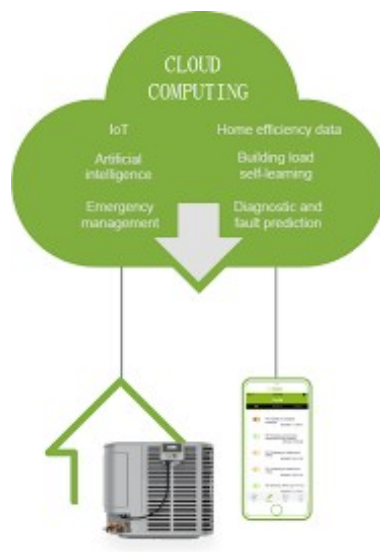 CLOUD
COMPUTING
IoT
Home efficiency data
Artificial
intelligence
Building load
self-learning
Emergency
management
Diagnostic and
fault prediction